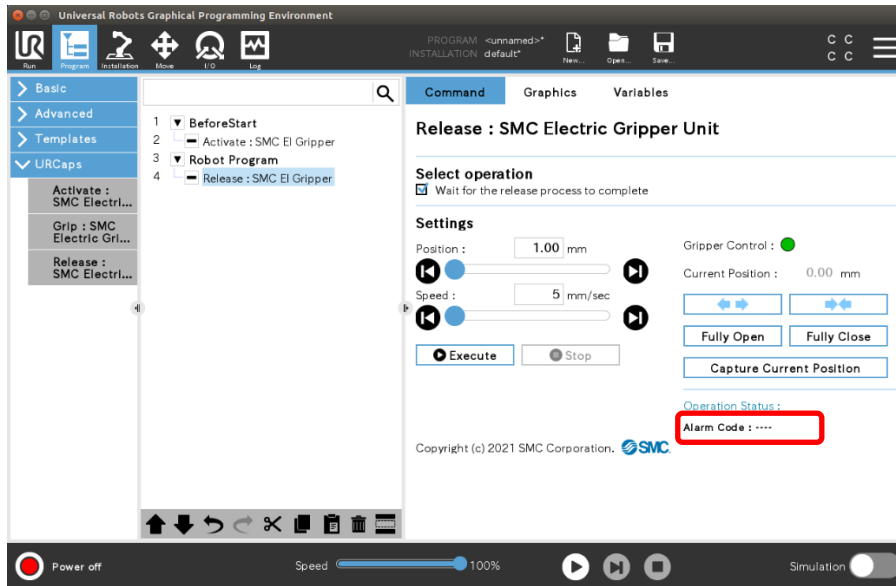 Universal Robots Graphical Programming Environment
UR
Run
Program
Installation
Move
I/O
Log
PROGRAM <unnamed>*
INSTALLATION default*
New...
Open...
Save...
C C
C C
Basic
Advanced
Templates
URCaps
Activate :
SMC Electri...
Grip : SMC
Electric Gri...
Release :
SMC Electri...
1 BeforeStart
2 Activate : SMC El Gripper
3 Robot Program
4 Release : SMC El Gripper
Command Graphics Variables
Release : SMC Electric Gripper Unit
Select operation
Wait for the release process to complete
Settings
Position : 1.00 mm
Speed : 5 mm/sec
Execute Stop
Gripper Control :
Current Position : 0.00 mm
Fully Open Fully Close
Capture Current Position
Operation Status :
Alarm Code : ----
Copyright (c) 2021 SMC Corporation. SMC.
Power off
Speed 100%
Simulation